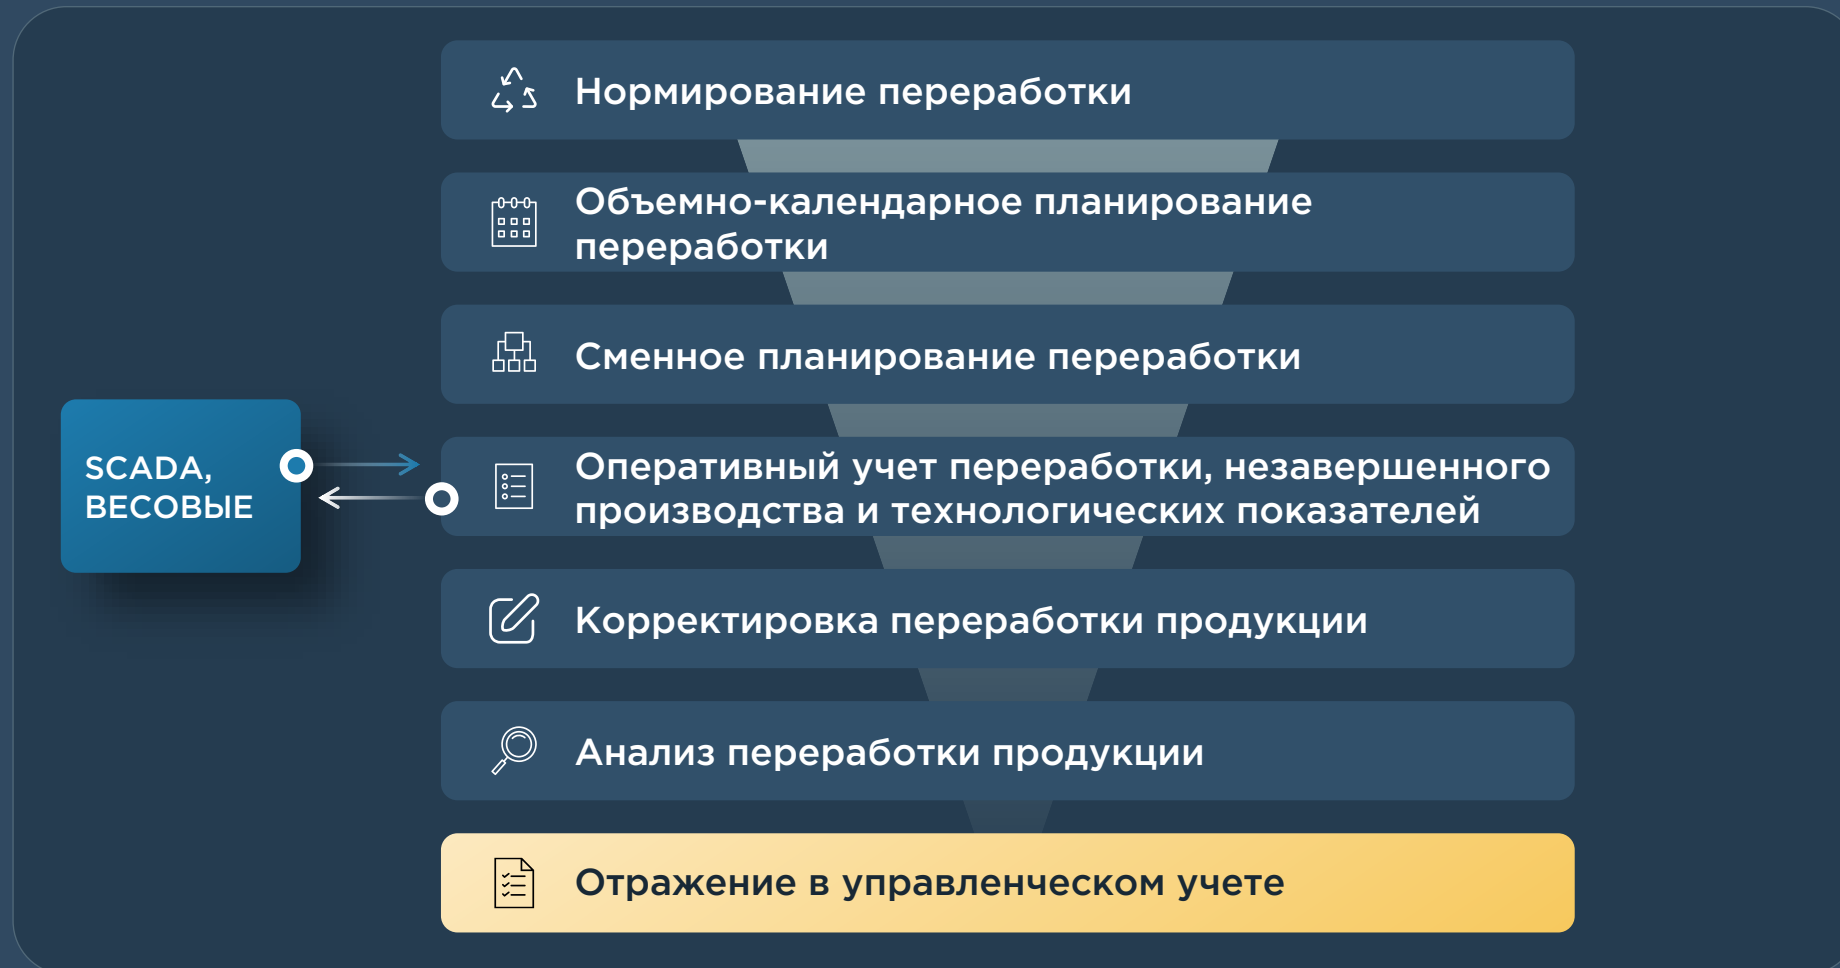 Нормирование переработки
Объемно-календарное планирование
переработки
Сменное планирование переработки
SCADA,
ВЕСОВЫЕ
Оперативный учет переработки, незавершенного
производства и технологических показателей
Корректировка переработки продукции
Анализ переработки продукции
Отражение в управленческом учете